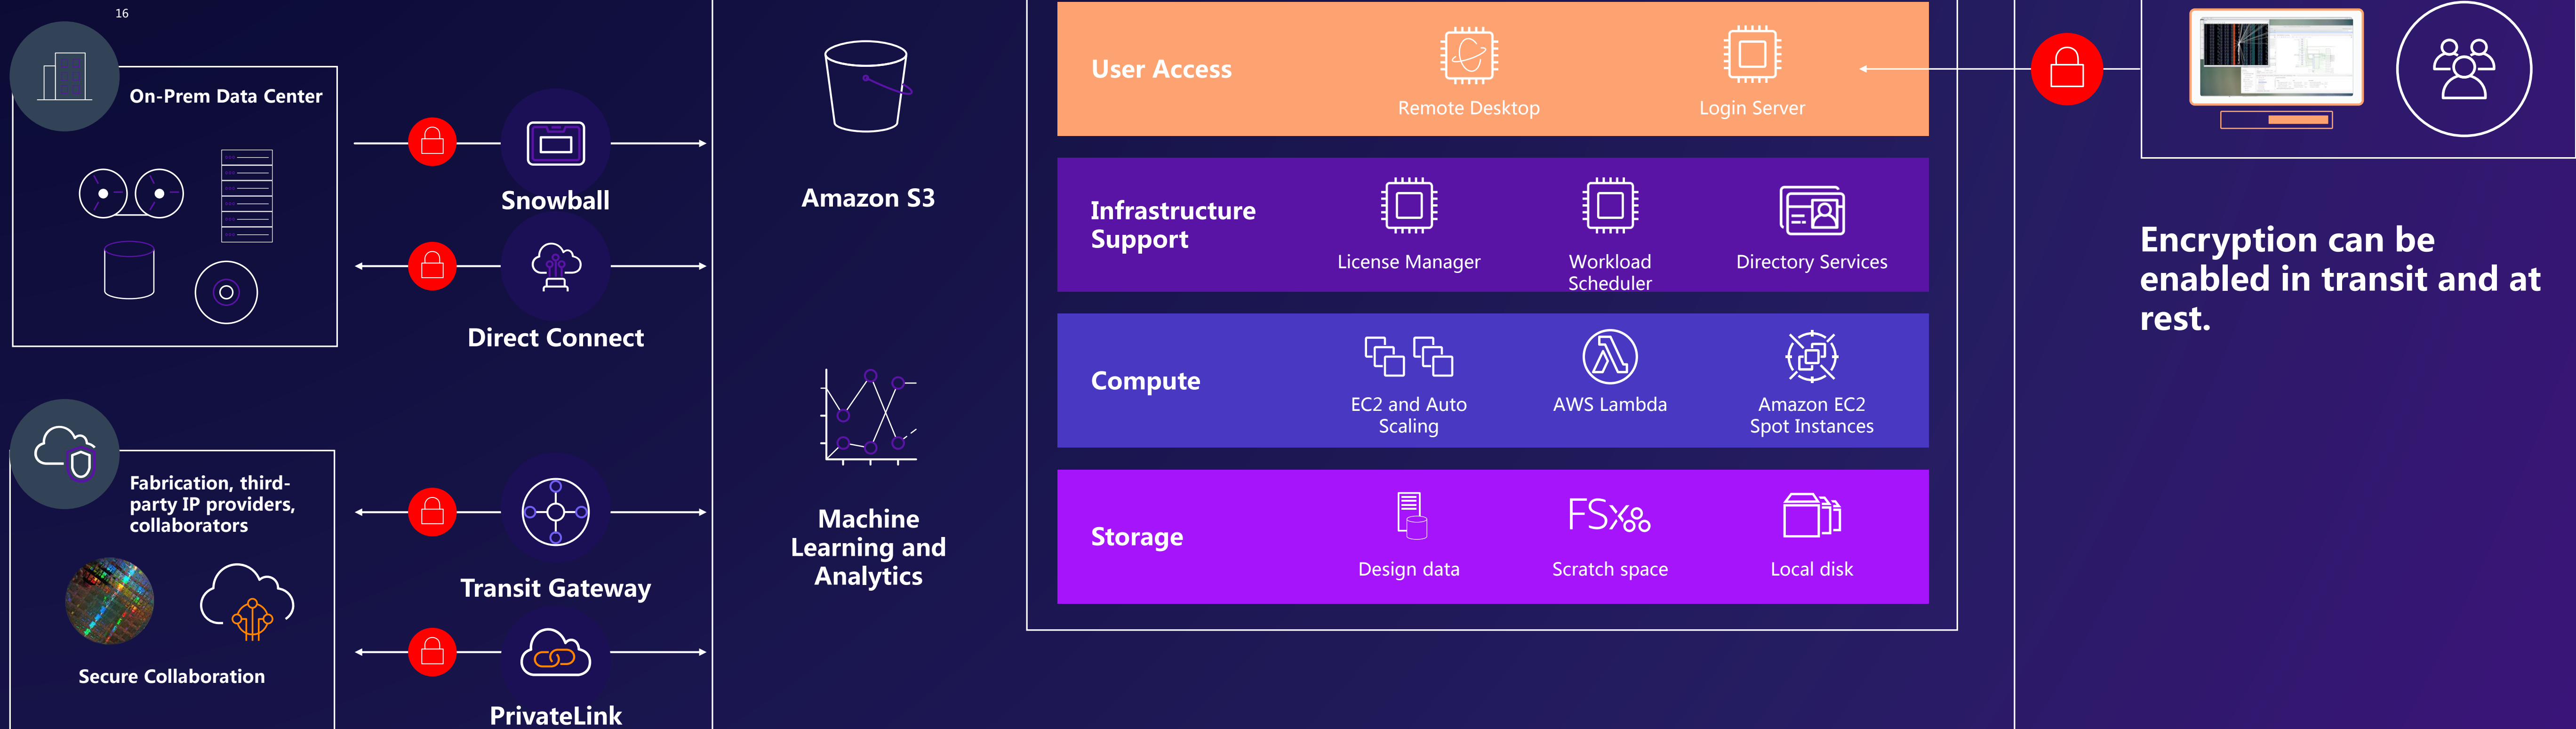 16
On-Prem Data Center
Snowball
Direct Connect
Fabrication, third-
party IP providers,
collaborators
Secure Collaboration
Transit Gateway
PrivateLink
Amazon S3
Machine
Learning and
Analytics
User Access
Remote Desktop
Login Server
Infrastructure
Support
License Manager
Workload
Scheduler
Directory Services
Compute
EC2 and Auto
Scaling
AWS Lambda
Amazon EC2
Spot Instances
Storage
Design data
FSx
Scratch space
Local disk
Encryption can be
enabled in transit and at
rest.